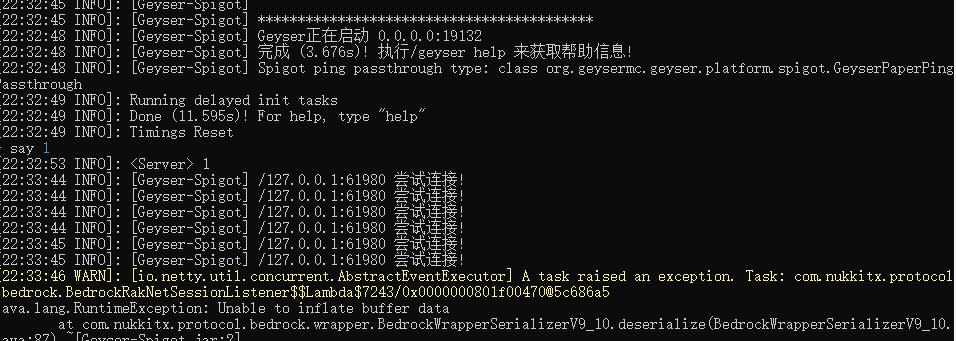 22:32:45 INFO]: [Geyser-Spigot]
22:32:45 INFO]: [Geyser-Spigot] ******************************************
22:32:48 INFO]: [Geyser-Spigot] Geyser正在启动 0.0.0.0:19132
22:32:48 INFO]: [Geyser-Spigot] 完成 (3.676s)! 执行/geyser help 来获取帮助信息!
22:32:48 INFO]: [Geyser-Spigot] Spigot ping passthrough type: class org.geysermc.geyser.platform.spigot.GeyserPaperPing
assthrough
22:32:49 INFO]: Running delayed init tasks
22:32:49 INFO]: Done (11.595s)! For help, type "help"
22:32:49 INFO]: Timings Reset
say 1
22:32:53 INFO]: <Server> 1
22:33:44 INFO]: [Geyser-Spigot] /127.0.0.1:61980 尝试连接!
22:33:44 INFO]: [Geyser-Spigot] /127.0.0.1:61980 尝试连接!
22:33:44 INFO]: [Geyser-Spigot] /127.0.0.1:61980 尝试连接!
22:33:44 INFO]: [Geyser-Spigot] /127.0.0.1:61980 尝试连接!
22:33:45 INFO]: [Geyser-Spigot] /127.0.0.1:61980 尝试连接!
22:33:45 INFO]: [Geyser-Spigot] /127.0.0.1:61980 尝试连接!
22:33:46 WARN]: [io.netty.util.concurrent.AbstractEventExecutor] A task raised an exception. Task: com.nukkitx.protocol
bedrock.BedrockRakNetSessionListener$$Lambda$7243/0x0000000801f00470@5c686a5
ava.lang.RuntimeException: Unable to inflate buffer data
at com.nukkitx.protocol.bedrock.wrapper.BedrockWrapperSerializerV9_10.deserialize(BedrockWrapperSerializerV9_10.
ava:87) ~[Geyser-Spigot.jar:?]